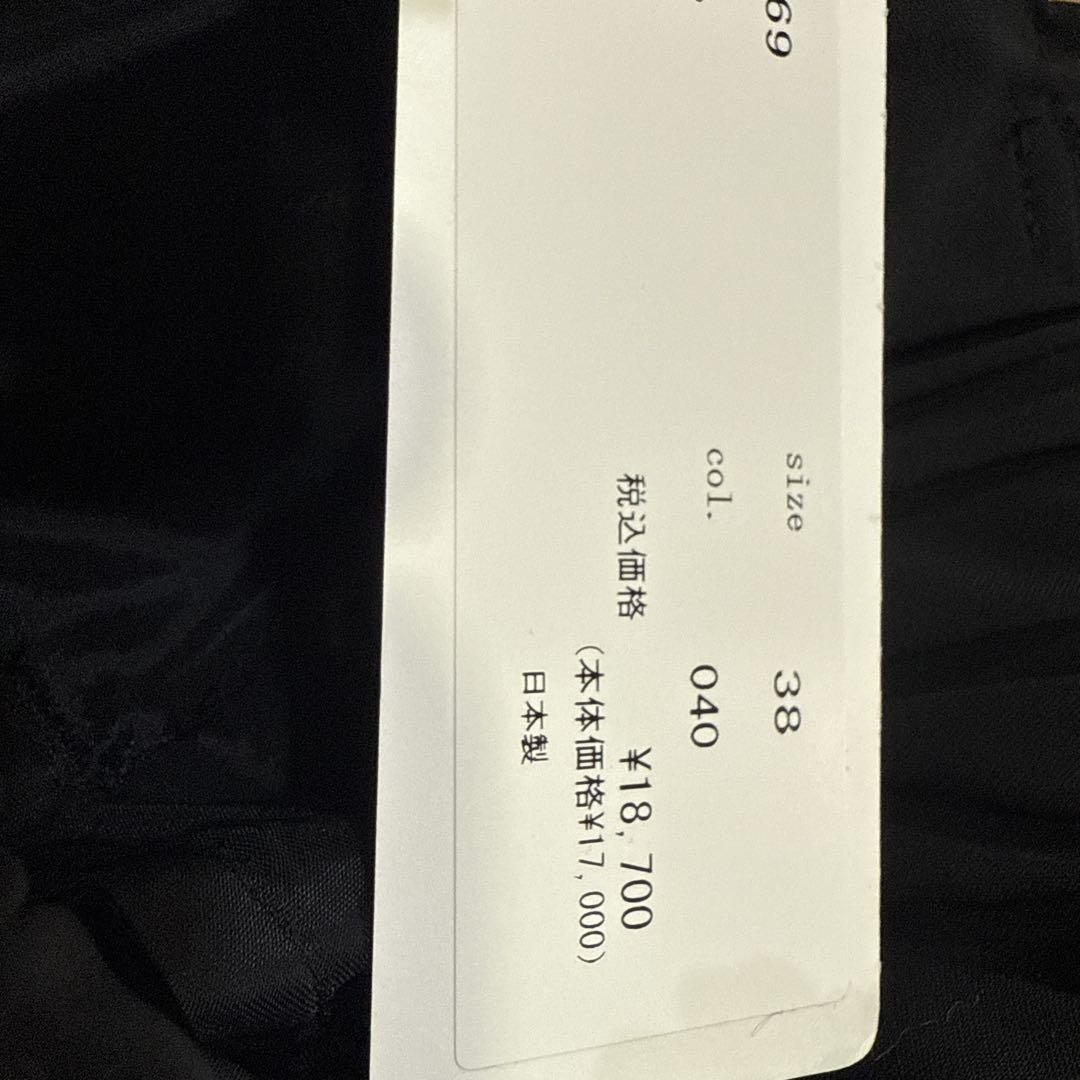 69
size 38
col. 040
税込価格 ¥18,700
(本体価格¥17,000)
日本製